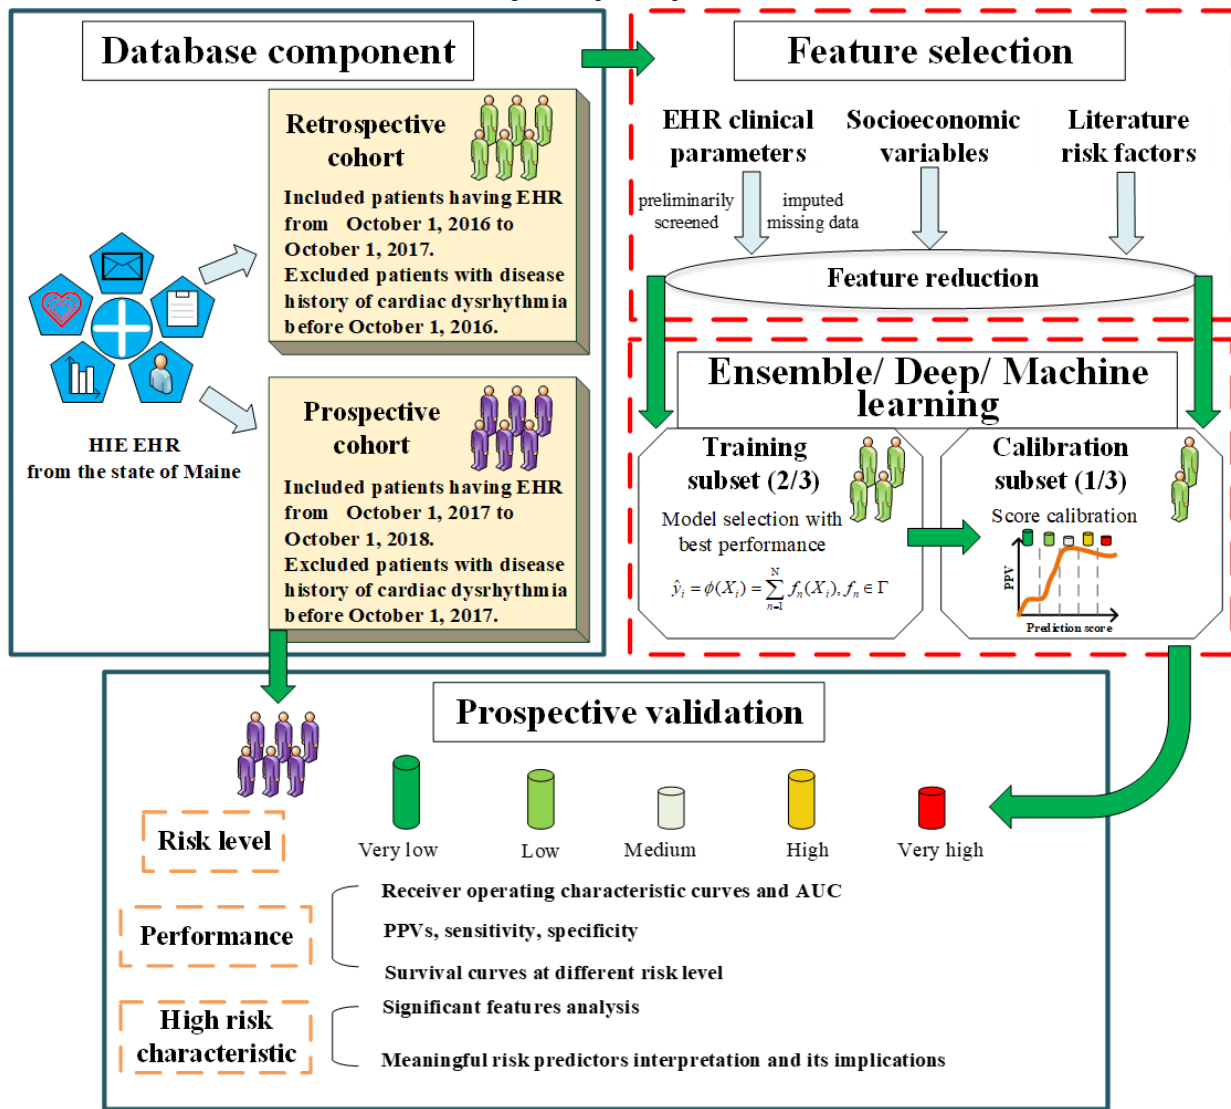 Database component
Retrospective
cohort
Included patients having EHR
from October 1, 2016 to
October 1, 2017.
Excluded patients with disease
history of cardiac dysrhythmia
before October 1, 2016.
HIE EHR
from the state of Maine
Prospective
cohort
Included patients having EHR
from October 1, 2017 to
October 1, 2018.
Excluded patients with disease
history of cardiac dysrhythmia
before October 1, 2017.
Feature selection
EHR clinical
parameters
Socioeconomic
variables
Literature
risk factors
preliminarily
screened
imputed
missing data
Feature reduction
Ensemble/ Deep/ Machine
learning
Training
subset (2/3)
Model selection with
best performance
ŷᵢ = ϕ(Xᵢ) = ∑ₙ₌₁ᴺ fₙ(Xᵢ), fₙ ∈ Γ
Calibration
subset (1/3)
Score calibration
PPV
Prediction score
Prospective validation
Risk level
Very low
Low
Medium
High
Very high
Performance
Receiver operating characteristic curves and AUC
PPVs, sensitivity, specificity
Survival curves at different risk level
High risk
characteristic
Significant features analysis
Meaningful risk predictors interpretation and its implications